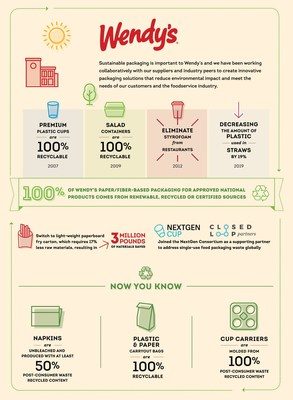 Wendy's
Sustainable packaging is important to Wendy's and we have been working
collaboratively with our suppliers and industry peers to create innovative
packaging solutions that reduce environmental impact and meet the
needs of our customers and the foodservice industry.
PREMIUM
PLASTIC CUPS
are
100%
RECYCLABLE
2007
SALAD
CONTAINERS
are
100%
RECYCLABLE
2009
ELIMINATE
STYROFOAM
from
RESTAURANTS
2012
DECREASING
THE AMOUNT OF
PLASTIC
used in
STRAWS
BY 19%
2019
100% OF WENDY'S PAPER/FIBER-BASED PACKAGING FOR APPROVED NATIONAL
PRODUCTS COMES FROM RENEWABLE, RECYCLED OR CERTIFIED SOURCES
Switch to light-weight paperboard
fry carton, which requires 17%
less raw materials, resulting in
3 MILLION
POUNDS
OF MATERIALS SAVED
NEXTGEN
CUP
CLOSED
LOOP partners
Joined the NextGen Consortium as a supporting partner
to address single-use food packaging waste globally
NOW YOU KNOW
NAPKINS
are
UNBLEACHED AND
PRODUCED WITH AT LEAST
50%
POST-CONSUMER WASTE
RECYCLED CONTENT
PLASTIC
& PAPER
CARRYOUT BAGS
are
100%
RECYCLABLE
CUP CARRIERS
are
MOLDED FROM
100%
POST-CONSUMER WASTE
RECYCLED CONTENT